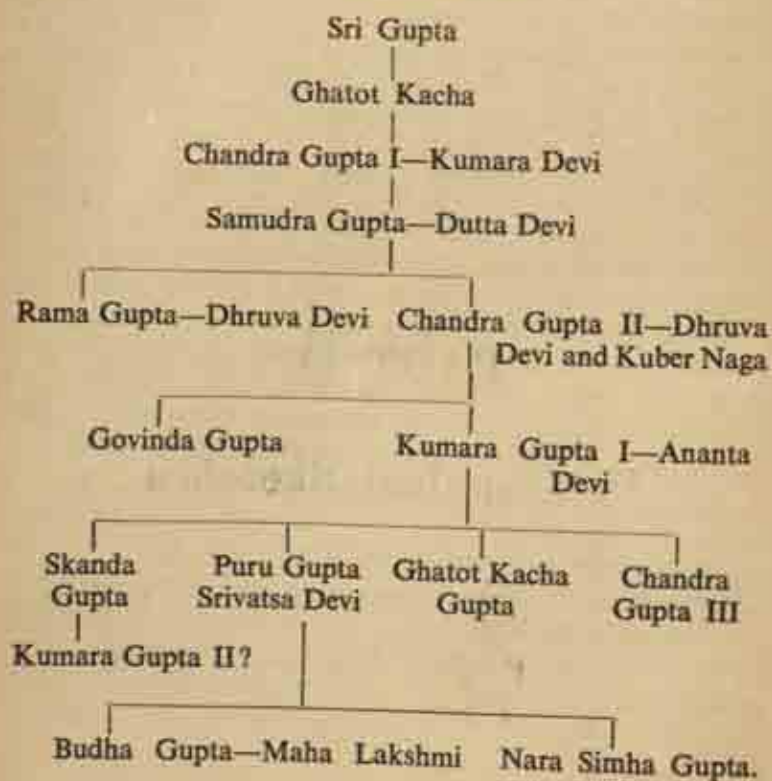 Sri Gupta
Ghatot Kacha
Chandra Gupta I—Kumara Devi
Samudra Gupta—Dutta Devi
Rama Gupta—Dhruva Devi Chandra Gupta II—Dhruva
Devi and Kuber Naga
Govinda Gupta Kumara Gupta I—Ananta
Devi
Skanda Puru Gupta Ghatot Kacha Chandra
Gupta Srivatsa Devi Gupta Gupta III
Kumara Gupta II?
Budha Gupta—Maha Lakshmi Nara Simha Gupta.